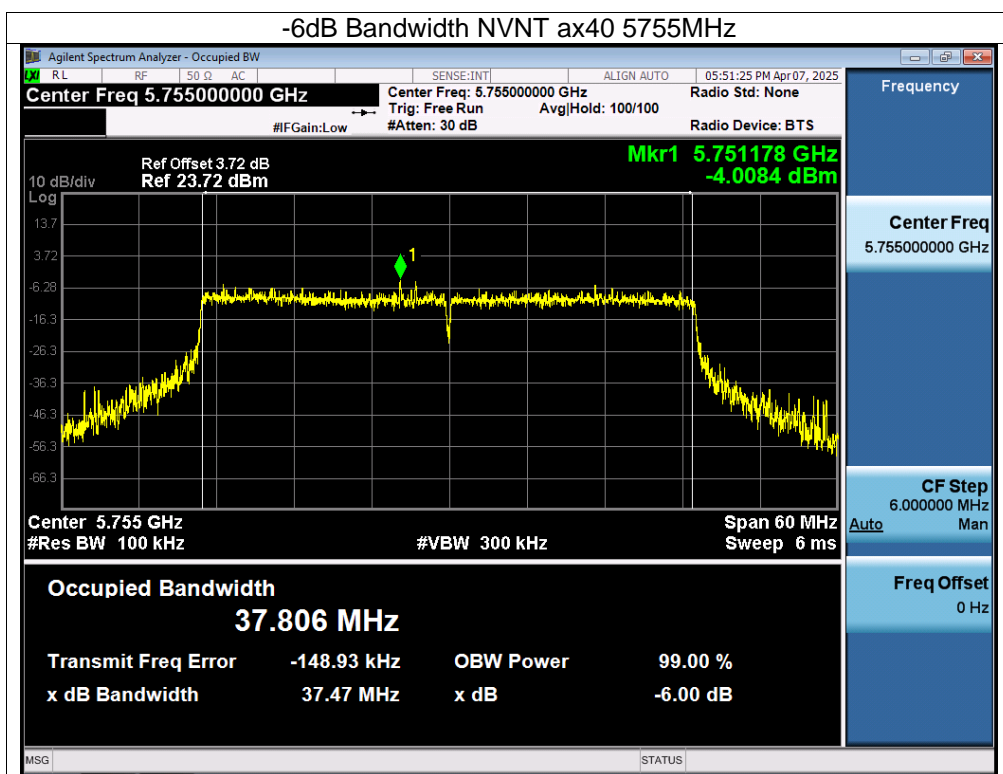 -6dB Bandwidth NVNT ax40 5755MHz
Agilent Spectrum Analyzer - Occupied BW
LXI RL RF 50 Ω AC SENSE:INT ALIGN AUTO 05:51:25 PM Apr 07, 2025
Center Freq 5.755000000 GHz
Center Freq: 5.755000000 GHz
Radio Std: None
Trig: Free Run Avg|Hold: 100/100
#IFGain:Low #Atten: 30 dB Radio Device: BTS
Ref Offset 3.72 dB
Mkr1 5.751178 GHz
10 dB/div Ref 23.72 dBm -4.0084 dBm
Log
13.7
3.72
-6.28
-16.3
-26.3
-36.3
-46.3
-56.3
-66.3
1
Center 5.755 GHz Span 60 MHz
#Res BW 100 kHz #VBW 300 kHz Sweep 6 ms
Occupied Bandwidth
37.806 MHz
Transmit Freq Error -148.93 kHz OBW Power 99.00 %
x dB Bandwidth 37.47 MHz x dB -6.00 dB
MSG STATUS
Frequency
Center Freq
5.755000000 GHz
CF Step
6.000000 MHz
Auto Man
Freq Offset
0 Hz